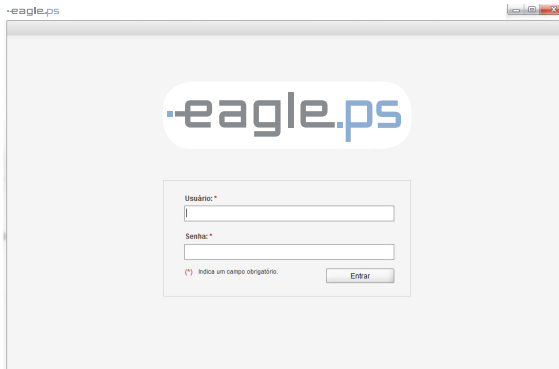 eagle.ps
eagle.ps
Usuário: *
Senha: *
(*) Indica um campo obrigatório.
Entrar